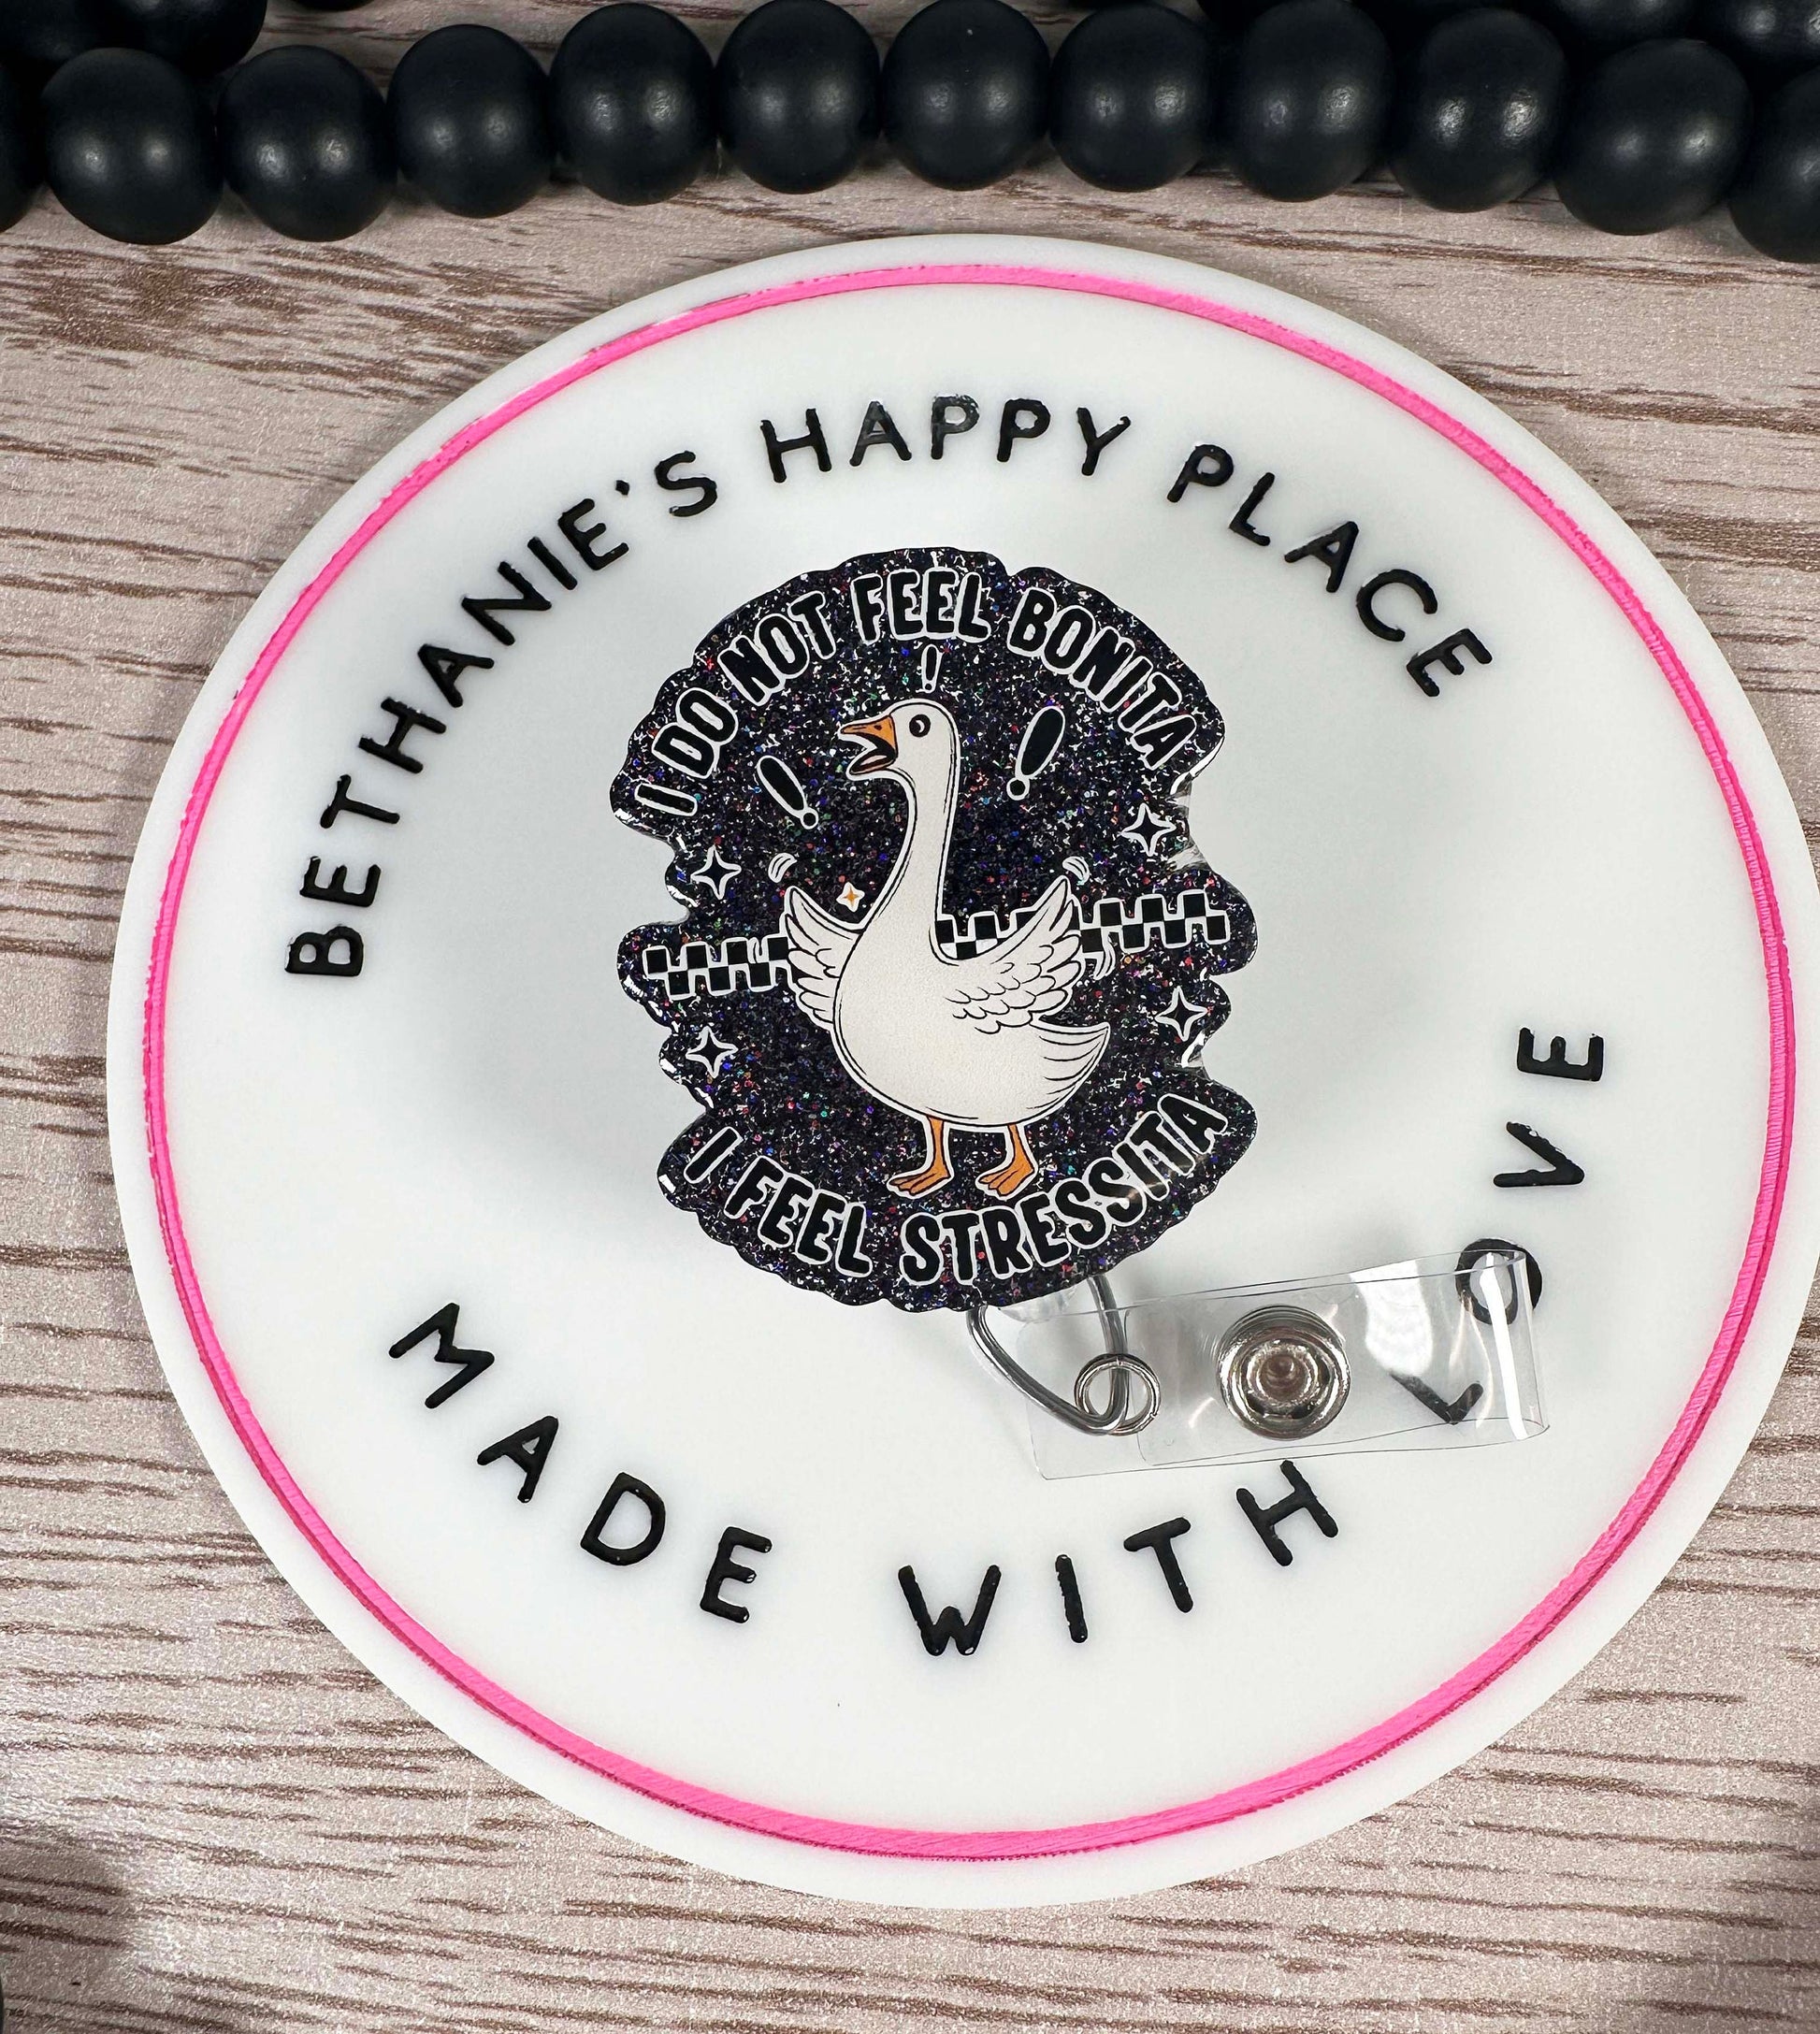 BETHANIE'S HAPPY PLACE
I DO NOT FEEL BONITA
I FEEL STRESSITA
MADE WITH LOVE